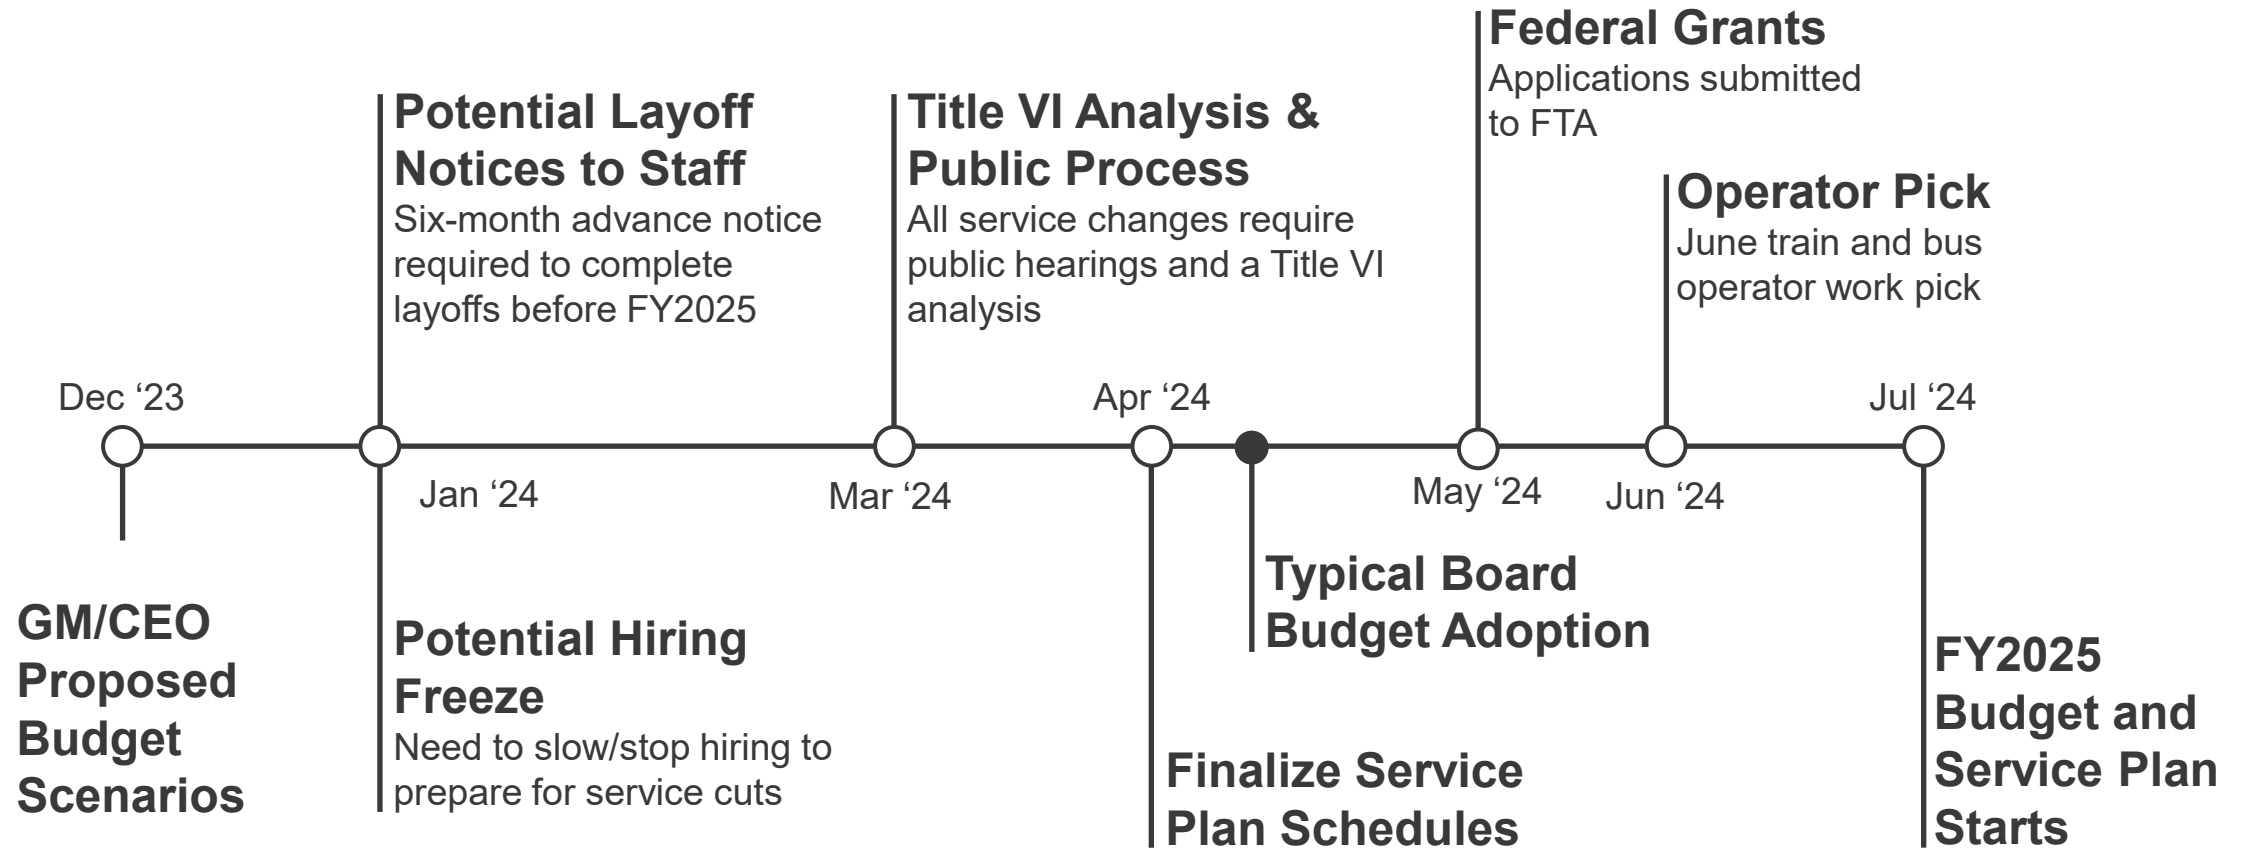 Federal Grants
Applications submitted
to FTA
Potential Layoff
Notices to Staff
Six-month advance notice
required to complete
layoffs before FY2025
Title VI Analysis &
Public Process
All service changes require
public hearings and a Title VI
analysis
Operator Pick
June train and bus
operator work pick
Dec ‘23
Apr ‘24
Jul ‘24
Jan ‘24
Mar ‘24
May ‘24
Jun ‘24
GM/CEO
Proposed
Budget
Scenarios
Potential Hiring
Freeze
Need to slow/stop hiring to
prepare for service cuts
Typical Board
Budget Adoption
Finalize Service
Plan Schedules
FY2025
Budget and
Service Plan
Starts